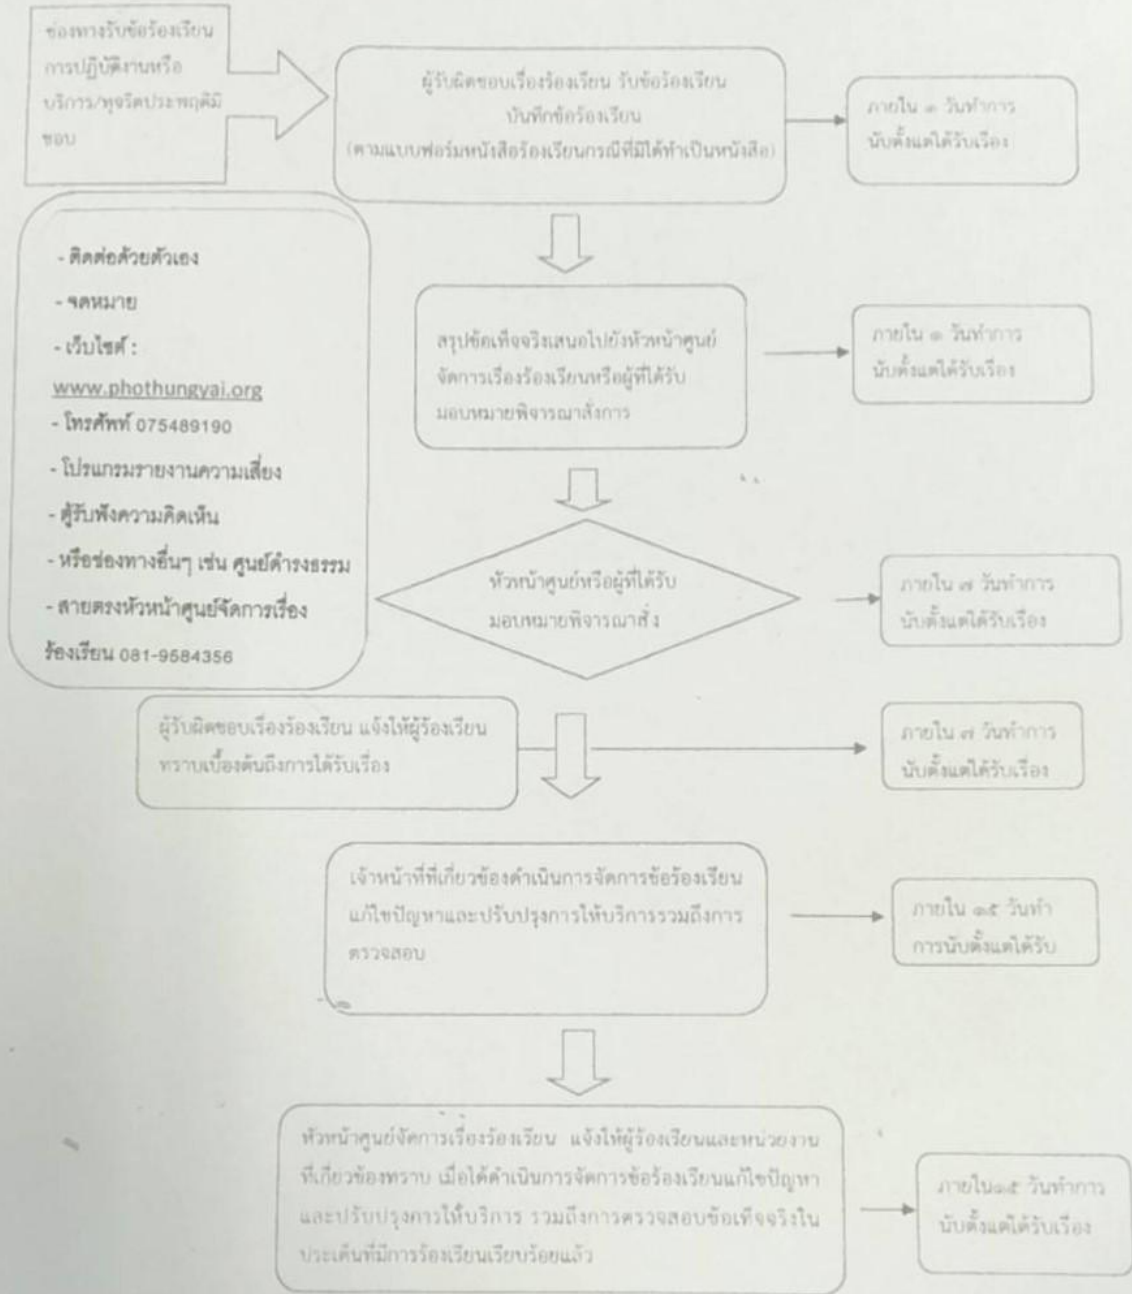 ช่องทางรับข้อร้องเรียน
การปฏิบัติงานหรือ
บริการ/ทุจริตประพฤติมิ
ชอบ
ผู้รับผิดชอบเรื่องร้องเรียน รับข้อร้องเรียน
บันทึกข้อร้องเรียน
(ตามแบบฟอร์มหนังสือร้องเรียนกรณีที่มิได้ทำเป็นหนังสือ)
ภายใน ๑ วันทำการ
นับตั้งแต่ได้รับเรื่อง
- ติดต่อด้วยตัวเอง
- จดหมาย
- เว็บไซต์ :
www.phothungyai.org
- โทรศัพท์ 075489190
- โปรแกรมรายงานความเสี่ยง
- ตู้รับฟังความคิดเห็น
- หรือช่องทางอื่นๆ เช่น ศูนย์ดำรงธรรม
- สายตรงหัวหน้าศูนย์จัดการเรื่อง
ร้องเรียน 081-9584356
สรุปข้อเท็จจริงเสนอไปยังหัวหน้าศูนย์
จัดการเรื่องร้องเรียนหรือผู้ที่ได้รับ
มอบหมายพิจารณาสั่งการ
ภายใน ๑ วันทำการ
นับตั้งแต่ได้รับเรื่อง
หัวหน้าศูนย์หรือผู้ที่ได้รับ
มอบหมายพิจารณาสั่ง
ภายใน ๗ วันทำการ
นับตั้งแต่ได้รับเรื่อง
ผู้รับผิดชอบเรื่องร้องเรียน แจ้งให้ผู้ร้องเรียน
ทราบเบื้องต้นถึงการได้รับเรื่อง
ภายใน ๗ วันทำการ
นับตั้งแต่ได้รับเรื่อง
เจ้าหน้าที่ที่เกี่ยวข้องดำเนินการจัดการข้อร้องเรียน
แก้ไขปัญหาและปรับปรุงการให้บริการรวมถึงการ
ตรวจสอบ
ภายใน ๑๕ วันทำ
การนับตั้งแต่ได้รับ
หัวหน้าศูนย์จัดการเรื่องร้องเรียน แจ้งให้ผู้ร้องเรียนและหน่วยงาน
ที่เกี่ยวข้องทราบ เมื่อได้ดำเนินการจัดการข้อร้องเรียนแก้ไขปัญหา
และปรับปรุงการให้บริการ รวมถึงการตรวจสอบข้อเท็จจริงใน
ประเด็นที่มีการร้องเรียนเรียบร้อยแล้ว
ภายใน๑๕ วันทำการ
นับตั้งแต่ได้รับเรื่อง